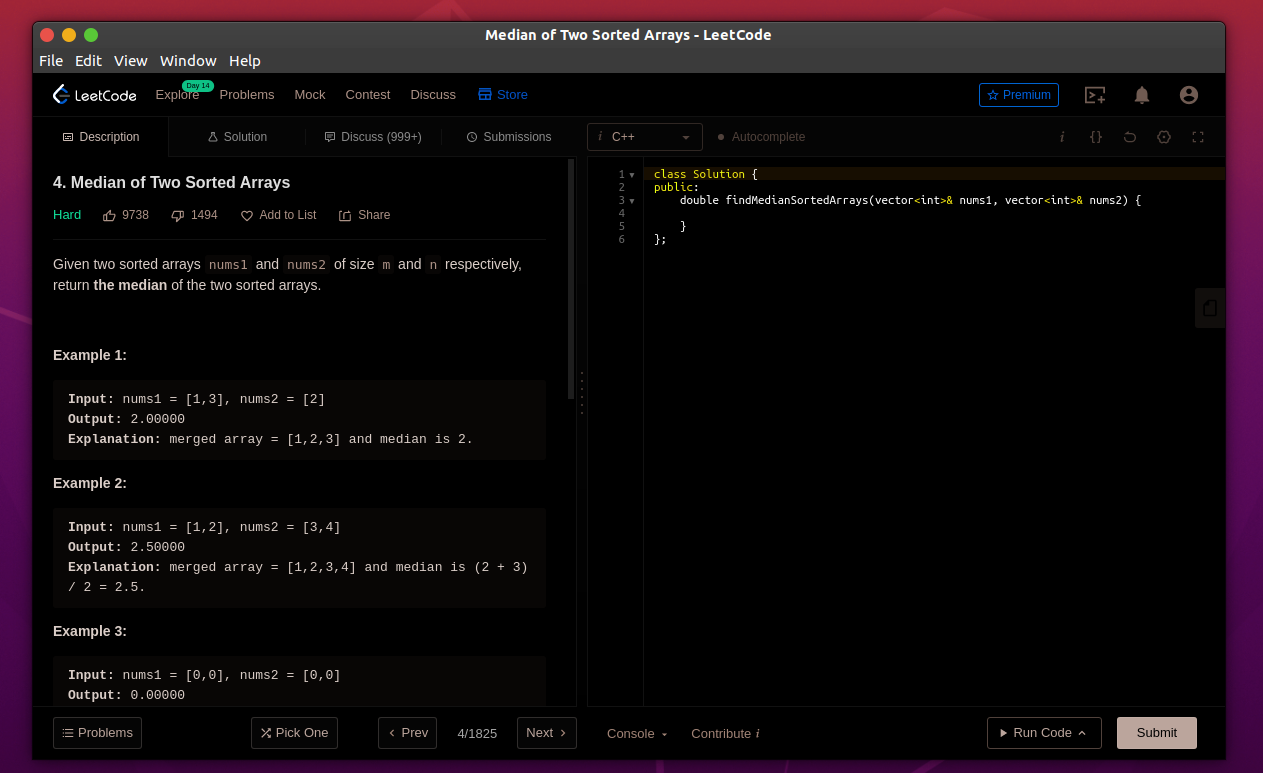 Median of Two Sorted Arrays - LeetCode
File Edit View Window Help
LeetCode Explore Day 14 Problems Mock Contest Discuss Store Premium
Description Solution Discuss (999+) Submissions
i C++ Autocomplete i {}
4. Median of Two Sorted Arrays
Hard 9738 1494 Add to List Share
Given two sorted arrays nums1 and nums2 of size m and n respectively,
return the median of the two sorted arrays.
Example 1:
Input: nums1 = [1,3], nums2 = [2]
Output: 2.00000
Explanation: merged array = [1,2,3] and median is 2.
Example 2:
Input: nums1 = [1,2], nums2 = [3,4]
Output: 2.50000
Explanation: merged array = [1,2,3,4] and median is (2 + 3)
/ 2 = 2.5.
Example 3:
Input: nums1 = [0,0], nums2 = [0,0]
Output: 0.00000
1 class Solution {
2 public:
3     double findMedianSortedArrays(vector<int>& nums1, vector<int>& nums2) {
4
5     }
6 };
Problems Pick One Prev 4/1825 Next
Console Contribute i Run Code Submit